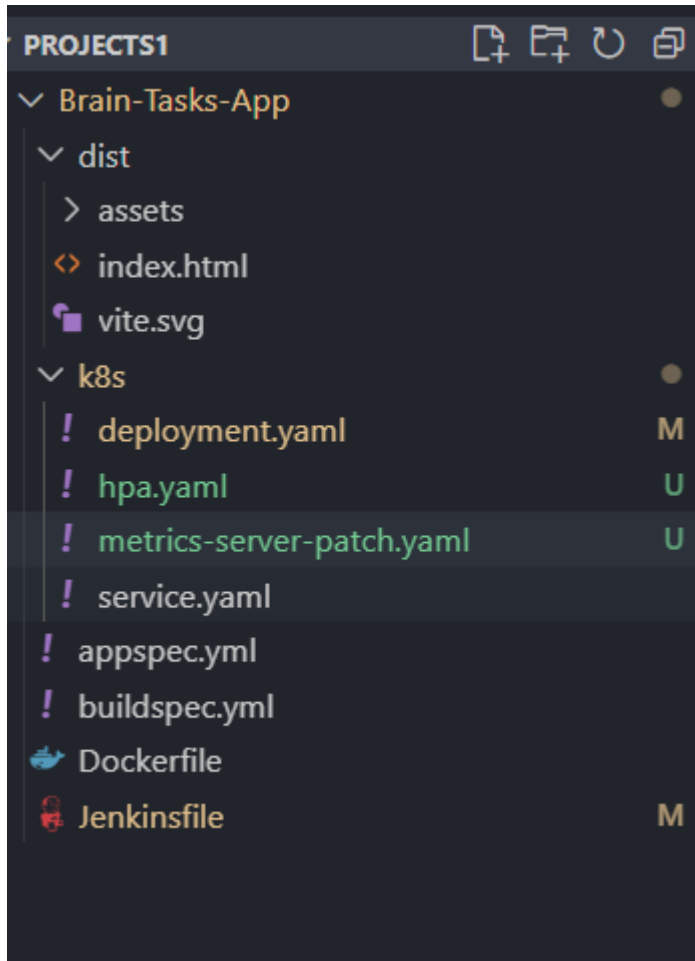 PROJECTS1
Brain-Tasks-App
dist
assets
index.html
vite.svg
k8s
deployment.yaml M
hpa.yaml U
metrics-server-patch.yaml U
service.yaml
appspec.yml
buildspec.yml
Dockerfile
Jenkinsfile M